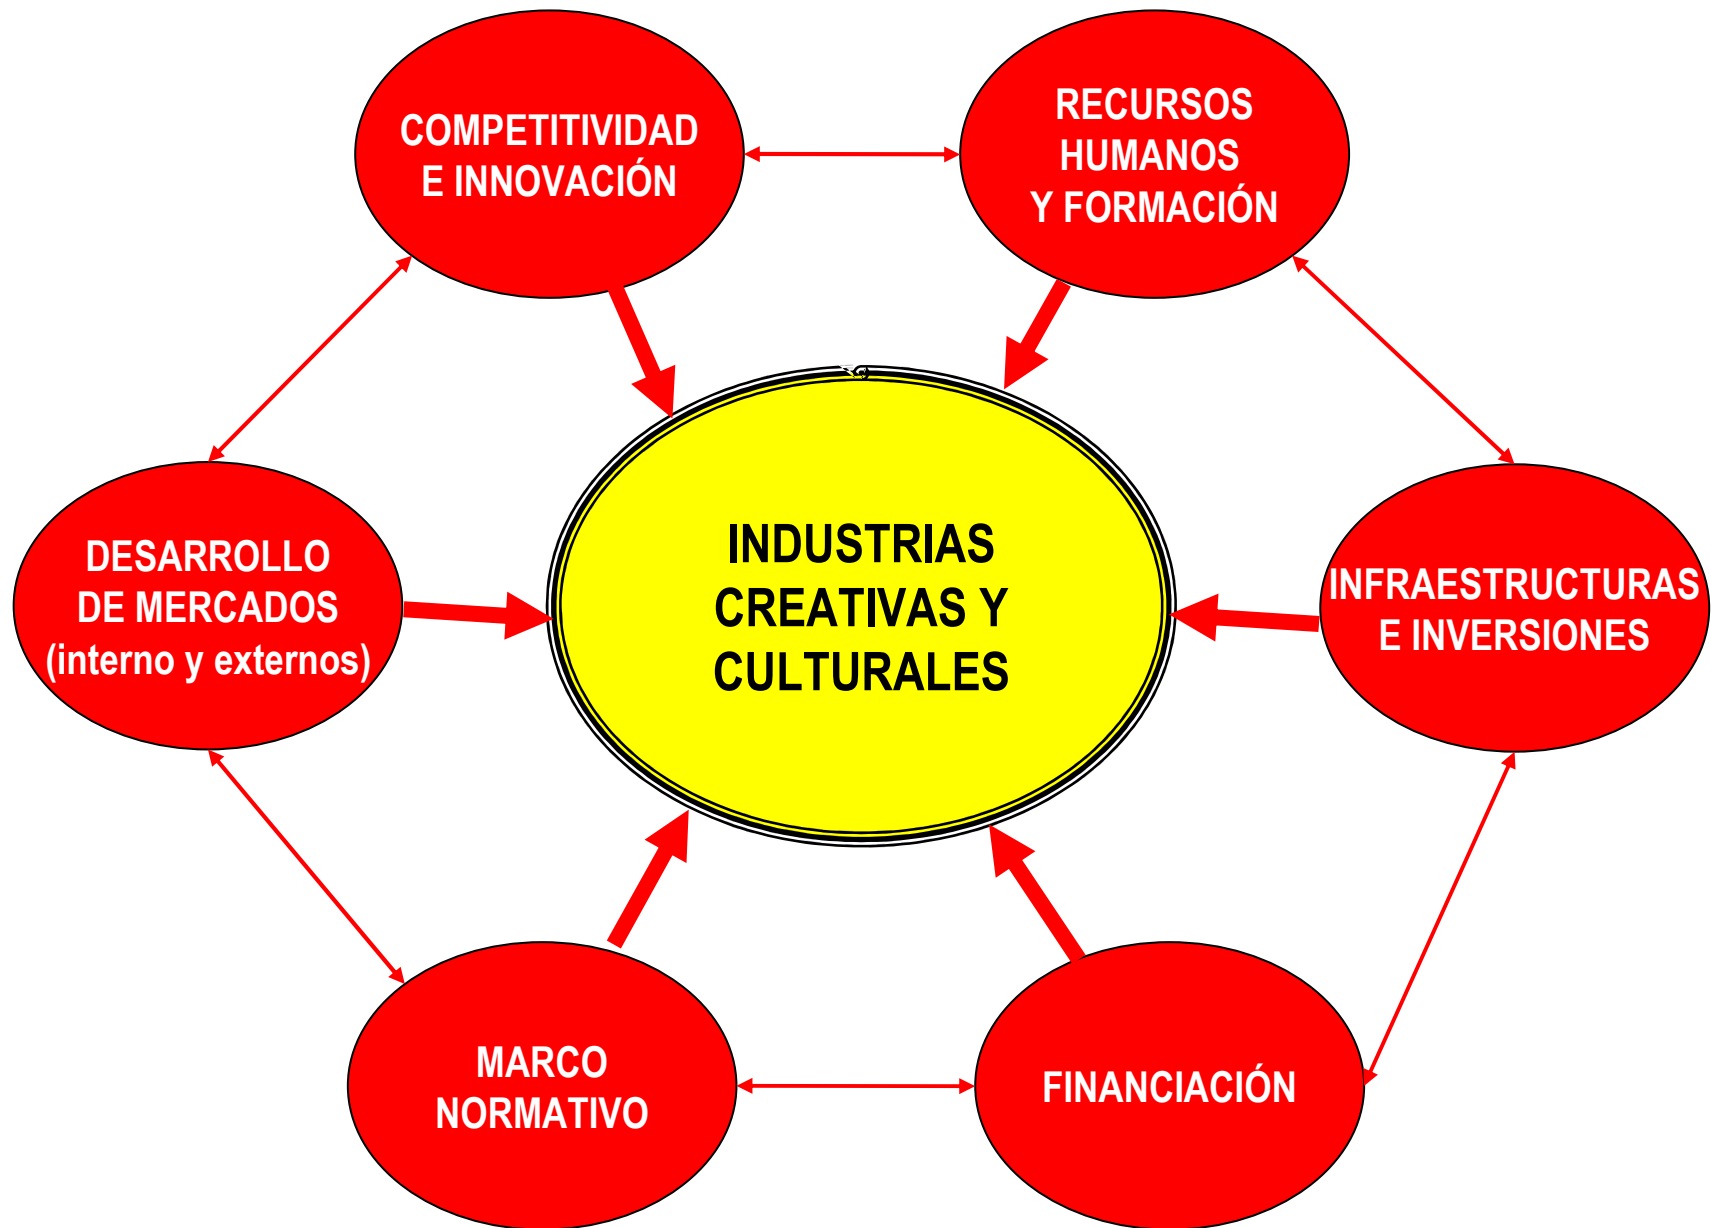 COMPETITIVIDAD
E INNOVACIÓN
RECURSOS
HUMANOS
Y FORMACIÓN
DESARROLLO
DE MERCADOS
(interno y externos)
INDUSTRIAS
CREATIVAS Y
CULTURALES
INFRAESTRUCTURAS
E INVERSIONES
MARCO
NORMATIVO
FINANCIACIÓN